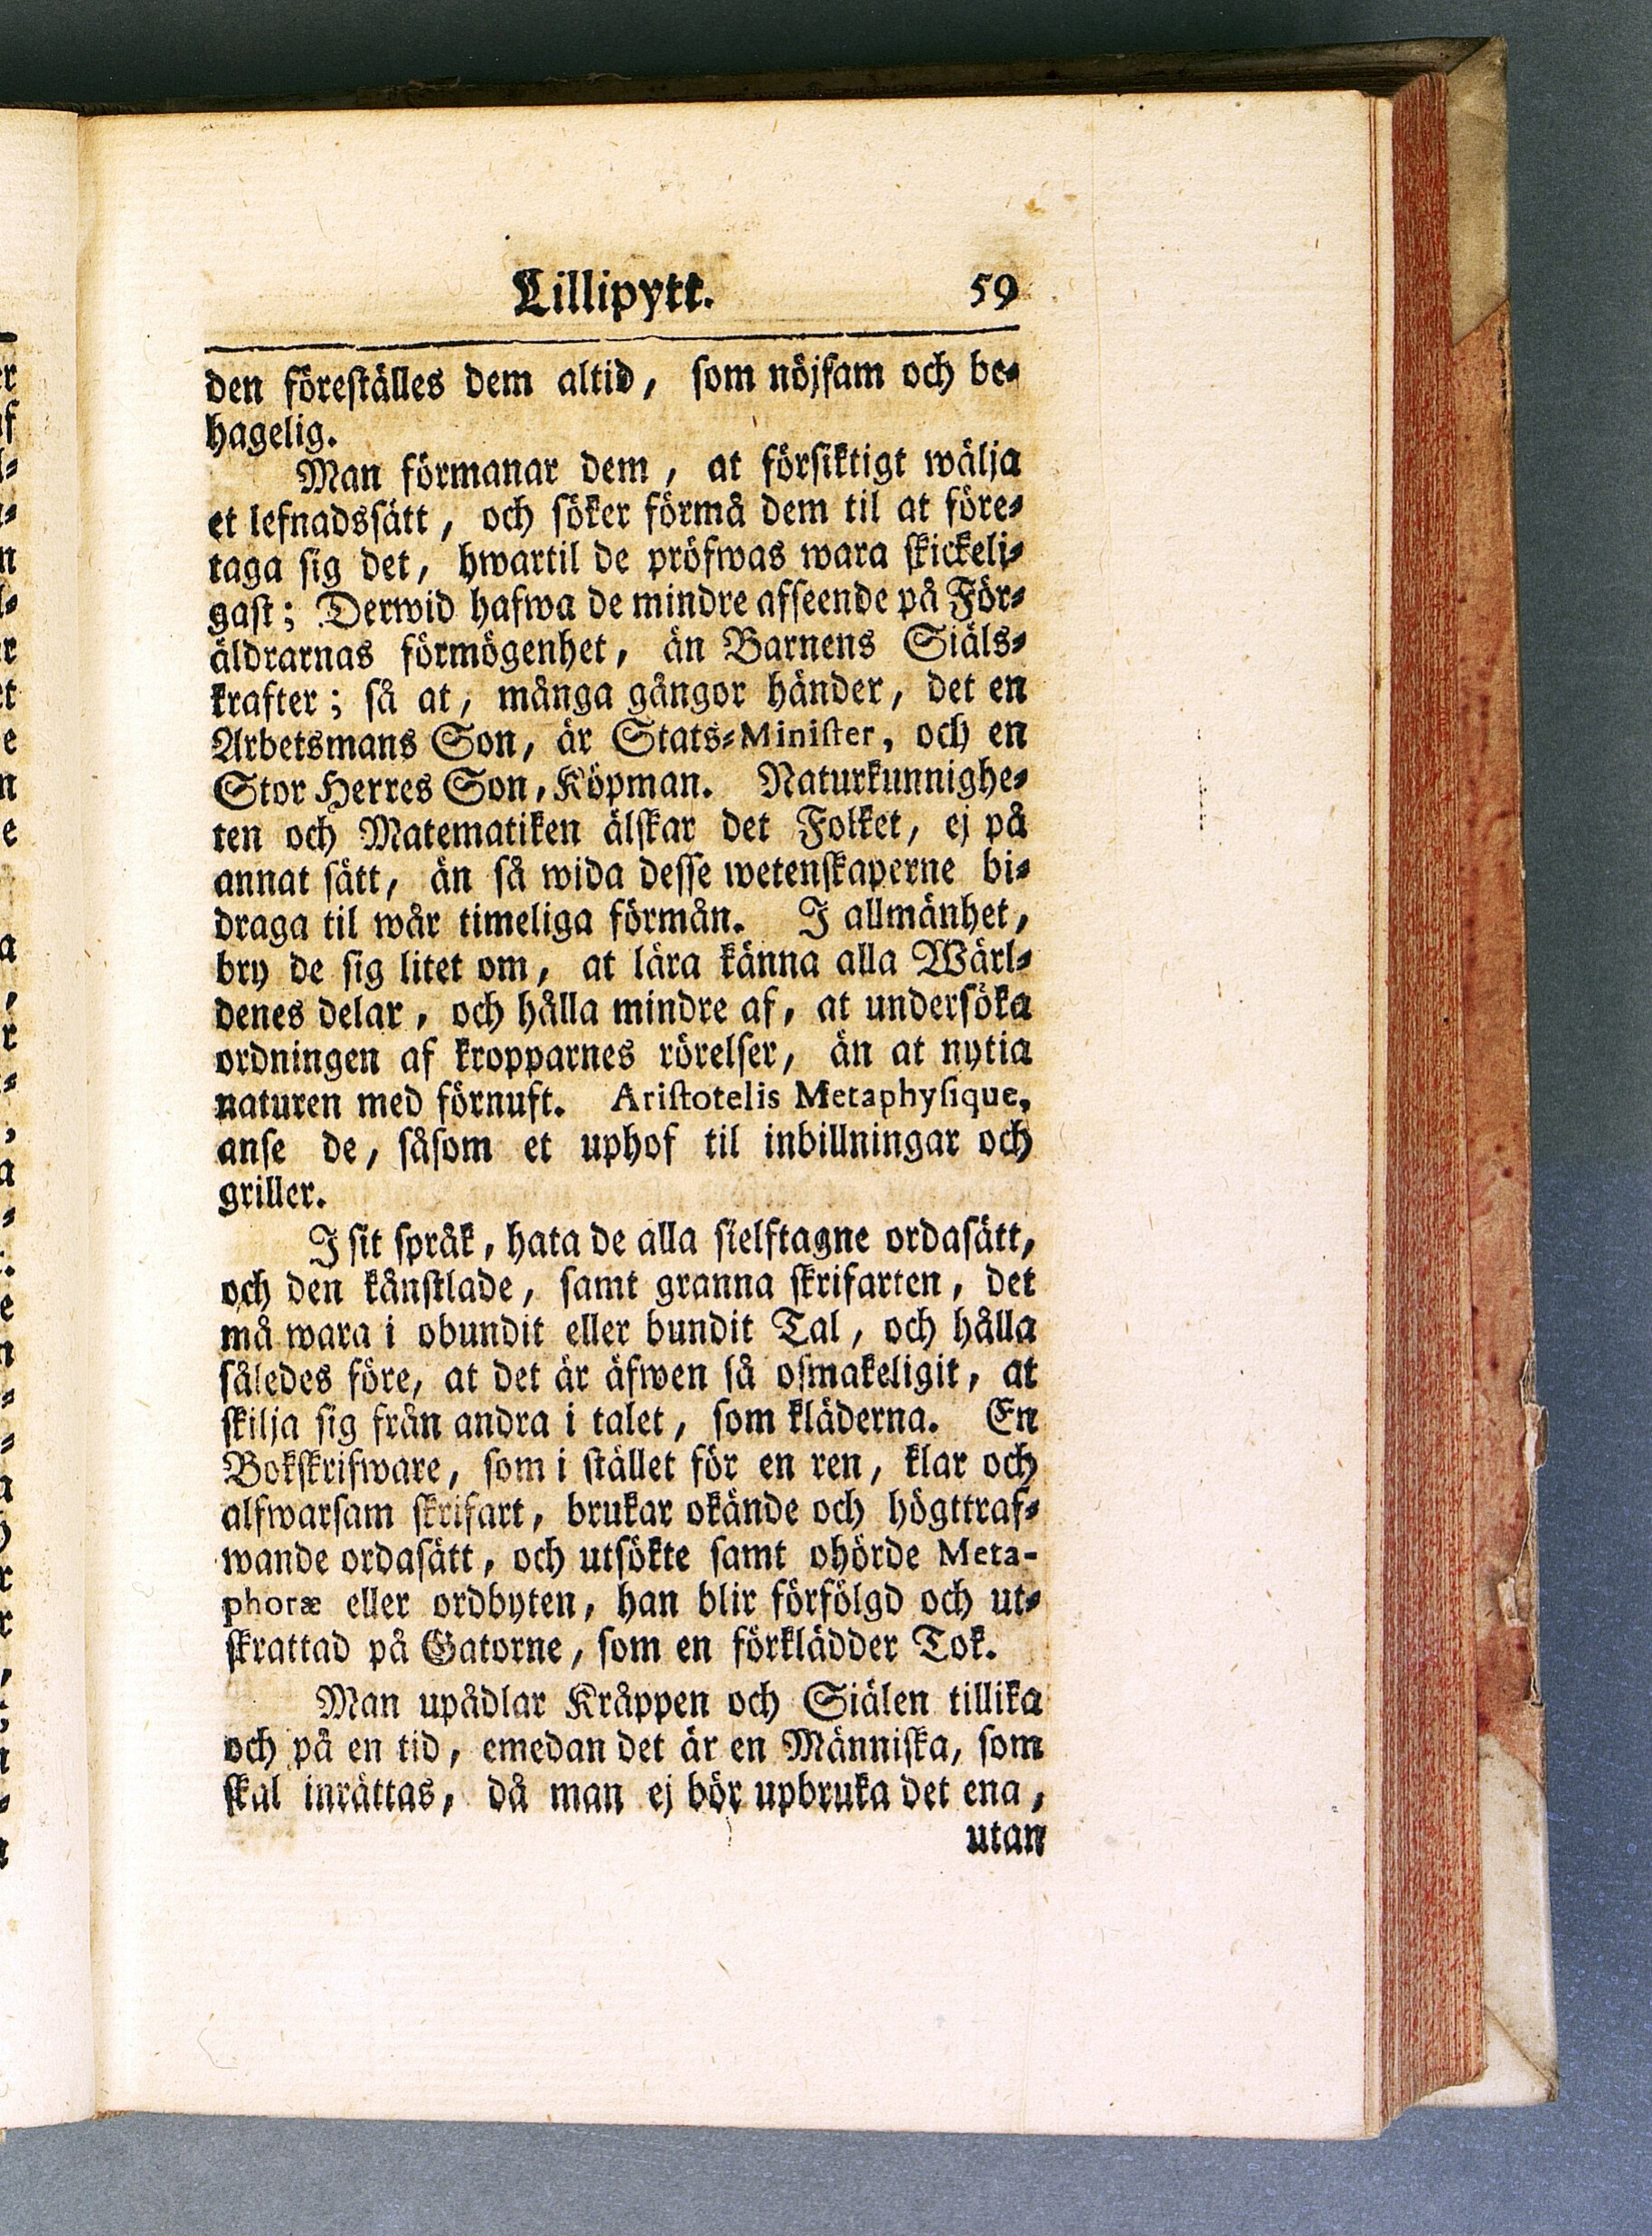 Lillipytt. 59
den föreställes dem altid, som nöjsam och be-
hagelig.
Man förmanar dem, at försiktigt wälja
et lefnadssätt, och söker förmå dem til at före-
taga sig det, hwartil de pröfwas wara skickeli-
gast; Derwid hafwa de mindre afseende på För-
äldrarnas förmögenhet, än Barnens Siäls-
krafter; så at, många gångor händer, det en
Arbetsmans Son, är Stats-Minister, och en
Stor Herres Son, Köpman. Naturkunnighe-
ten och Matematiken älskar det Folket, ej på
annat sätt, än så wida desse wetenskaperne bi-
draga til wår timeliga förmån. I allmänhet,
bry de sig litet om, at lära känna alla Wärl-
denes delar, och hålla mindre af, at undersöka
ordningen af kropparnes rörelser, än at nytia
naturen med förnuft. Aristotelis Metaphysique,
anse de, såsom et uphof til inbillningar och
griller.
I sit språk, hata de alla sielftagne ordasätt,
och den kånstlade, samt granna skrifarten, det
må wara i obundit eller bundit Tal, och hålla
således före, at det är äfwen så osmakeligit, at
skilja sig från andra i talet, som kläderna. En
Bokskrifware, som i stället för en ren, klar och
alfwarsam skrifart, brukar okände och högttraf-
wande ordasätt, och utsökte samt ohörde Meta-
phoræ eller ordbyten, han blir förfölgd och ut-
skrattad på Gatorne, som en förklädder Tok.
Man upådlar Kråppen och Siälen tillika
och på en tid, emedan det är en Människa, som
skal inrättas, då man ej bör upbruka det ena,
utan